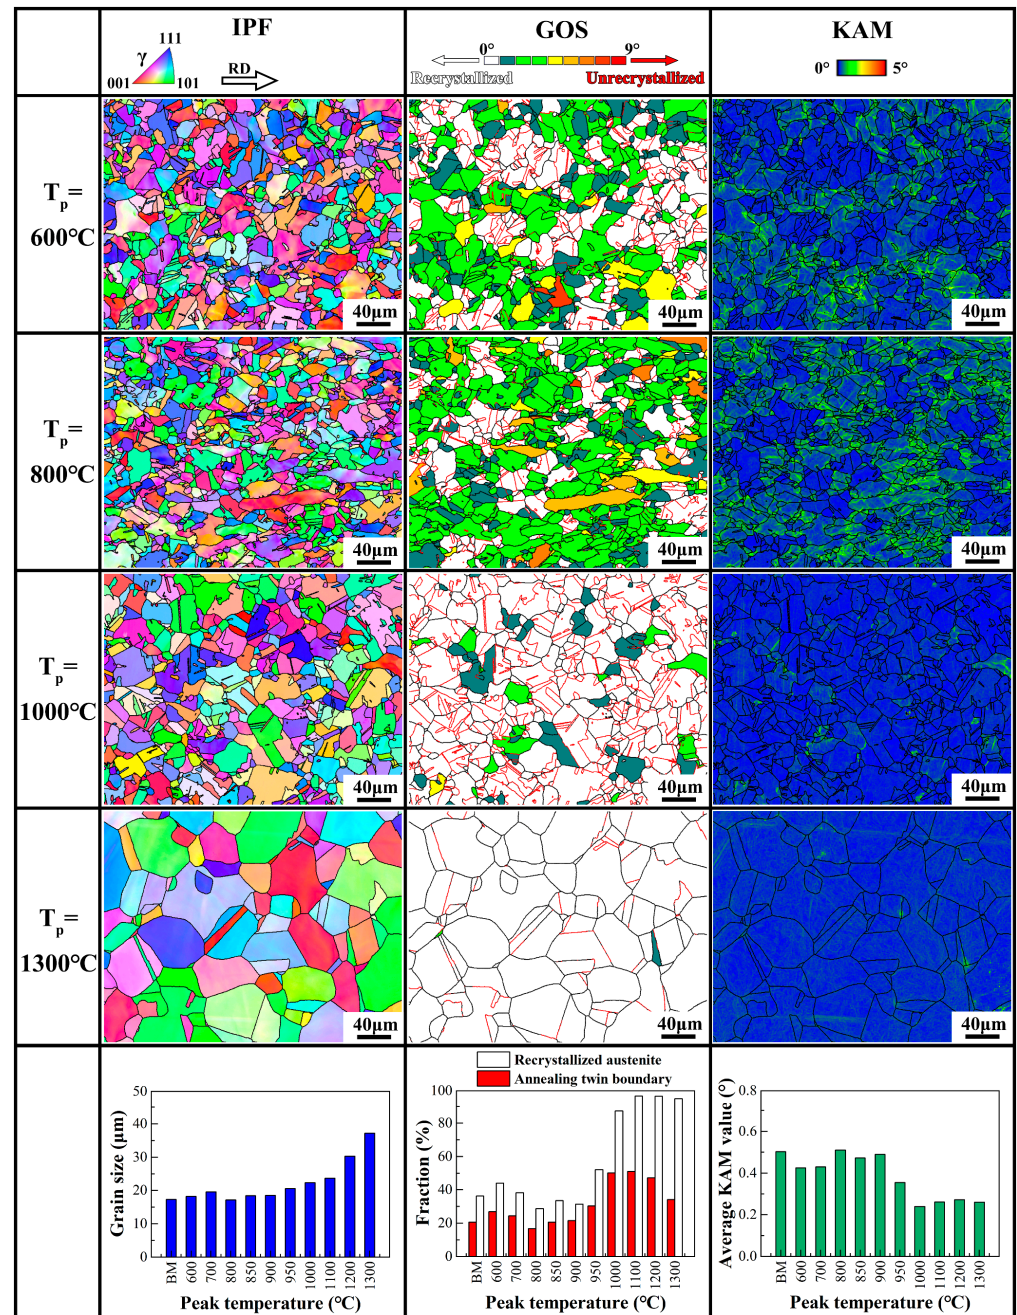 IPF
GOS
KAM
111
γ
001
101
RD
0°
9°
Recrystallized
Unrecrystallized
0°
5°
Tp=
600°C
40μm
40μm
40μm
Tp=
800°C
40μm
40μm
40μm
Tp=
1000°C
40μm
40μm
40μm
Tp=
1300°C
40μm
40μm
40μm
Grain size (μm)
50
40
30
20
10
0
BM
600
700
800
850
900
950
1000
1100
1200
1300
Peak temperature (°C)
Recrystallized austenite
Annealing twin boundary
Fraction (%)
100
80
60
40
20
0
BM
600
700
800
850
900
950
1000
1100
1200
1300
Peak temperature (°C)
Average KAM value (°)
0.8
0.6
0.4
0.2
0.0
BM
600
700
800
850
900
950
1000
1100
1200
1300
Peak temperature (°C)